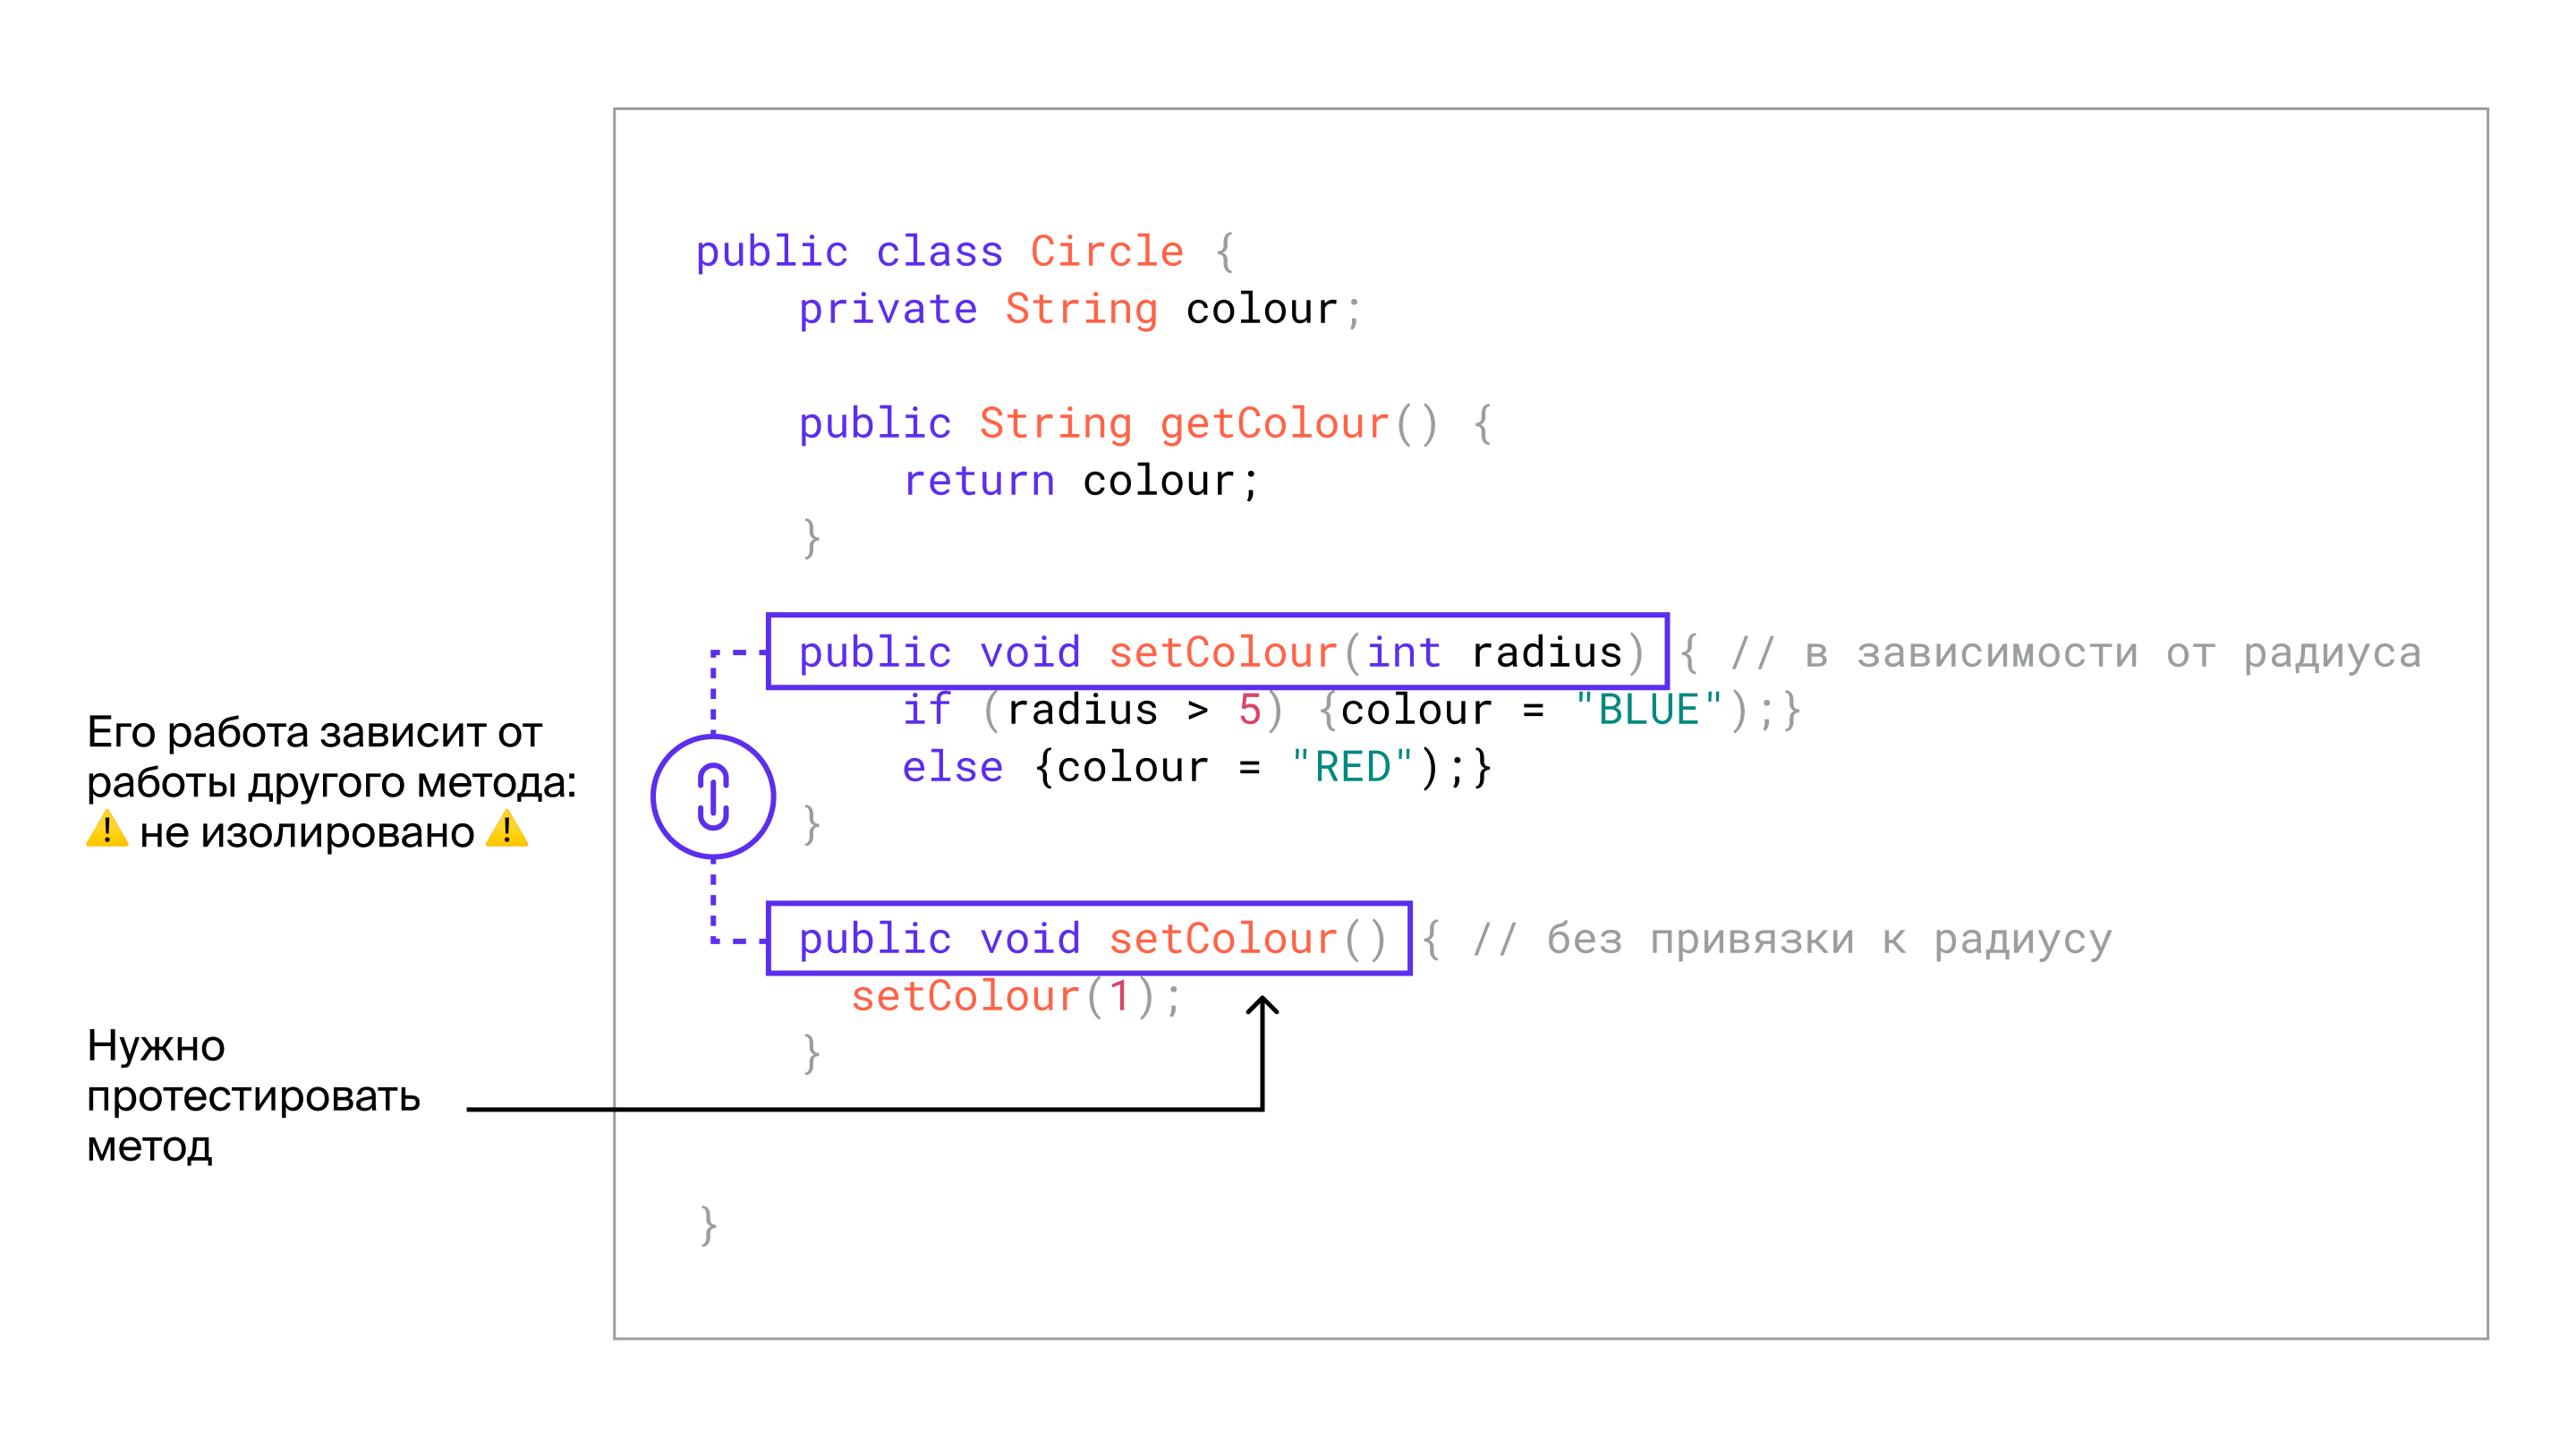 public class Circle {
private String colour;
public String getColour() {
return colour;
}
public void setColour(int radius) { // в зависимости от радиуса
if (radius > 5) {colour = "BLUE");}
else {colour = "RED");}
}
public void setColour() { // без привязки к радиусу
setColour(1);
}
}
Его работа зависит от
работы другого метода:
⚠️ не изолировано ⚠️
Нужно
протестировать
метод